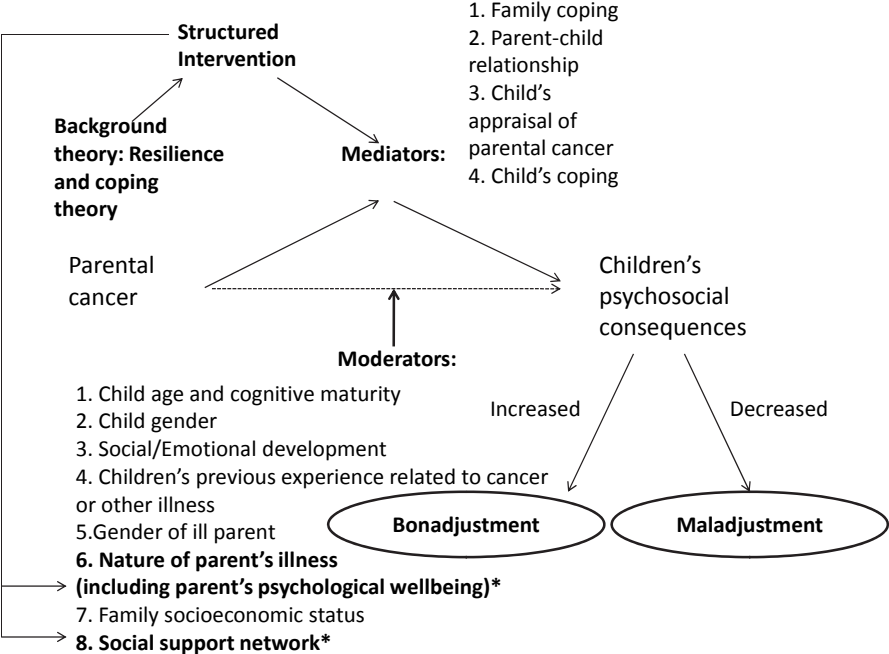 Structured
Intervention
1. Family coping
2. Parent-child
relationship
3. Child's
appraisal of
parental cancer
4. Child's coping
Background
theory: Resilience
and coping
theory
Mediators:
Parental
cancer
Children's
psychosocial
consequences
Moderators:
1. Child age and cognitive maturity
2. Child gender
3. Social/Emotional development
4. Children's previous experience related to cancer
or other illness
5.Gender of ill parent
6. Nature of parent's illness
(including parent's psychological wellbeing)*
7. Family socioeconomic status
8. Social support network*
Increased
Decreased
Bonadjustment
Maladjustment